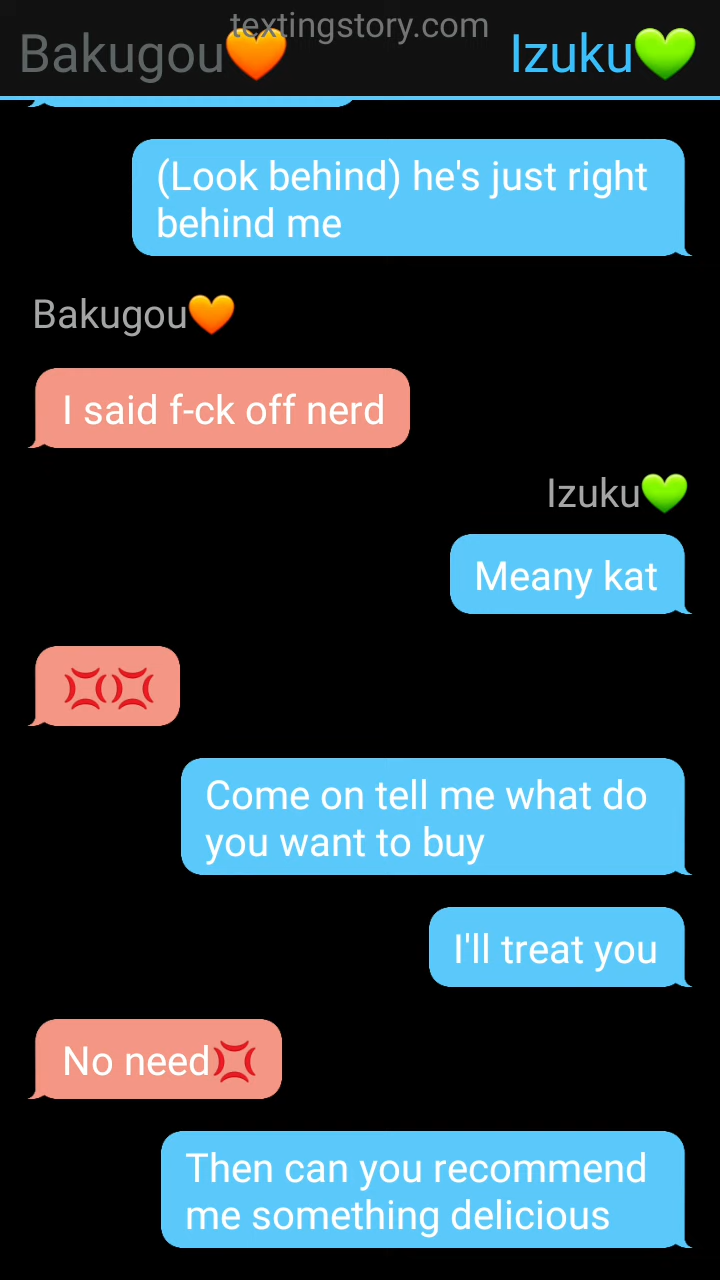 textingstory.com
Bakugou🧡
Izuku💚
(Look behind) he's just right
behind me
Bakugou🧡
I said f-ck off nerd
Izuku💚
Meany kat
💢💢
Come on tell me what do
you want to buy
I'll treat you
No need💢
Then can you recommend
me something delicious